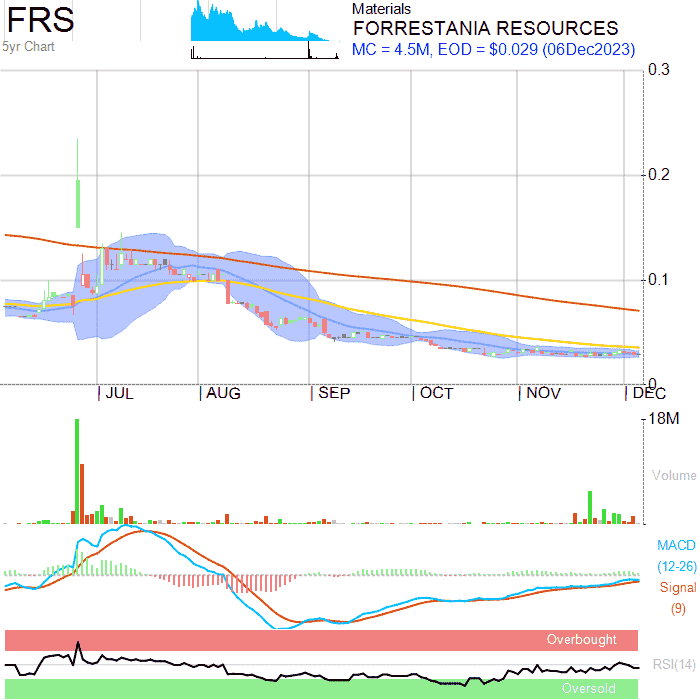 FRS
5yr Chart
Materials
FORRESTANIA RESOURCES
MC = 4.5M, EOD = $0.029 (06Dec2023)
0.3
0.2
0.1
0
JUL AUG SEP OCT NOV DEC
18M
Volume
MACD
(12-26)
Signal
(9)
Overbought
RSI(14)
Oversold